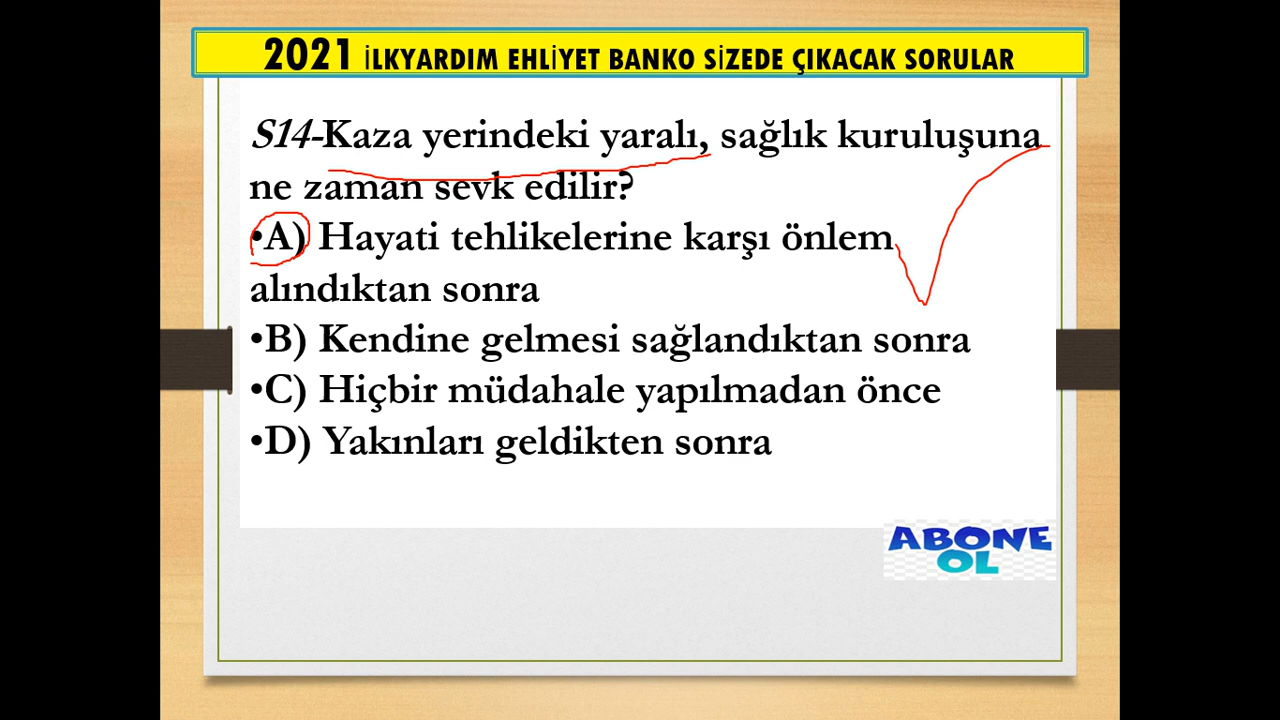 2021 İLKYARDIM EHLİYET BANKO SİZEDE ÇIKACAK SORULAR
S14-Kaza yerindeki yaralı, sağlık kuruluşuna
ne zaman sevk edilir?
•A) Hayati tehlikelerine karşı önlem
alındıktan sonra
•B) Kendine gelmesi sağlandıktan sonra
•C) Hiçbir müdahale yapılmadan önce
•D) Yakınları geldikten sonra
ABONE
OL